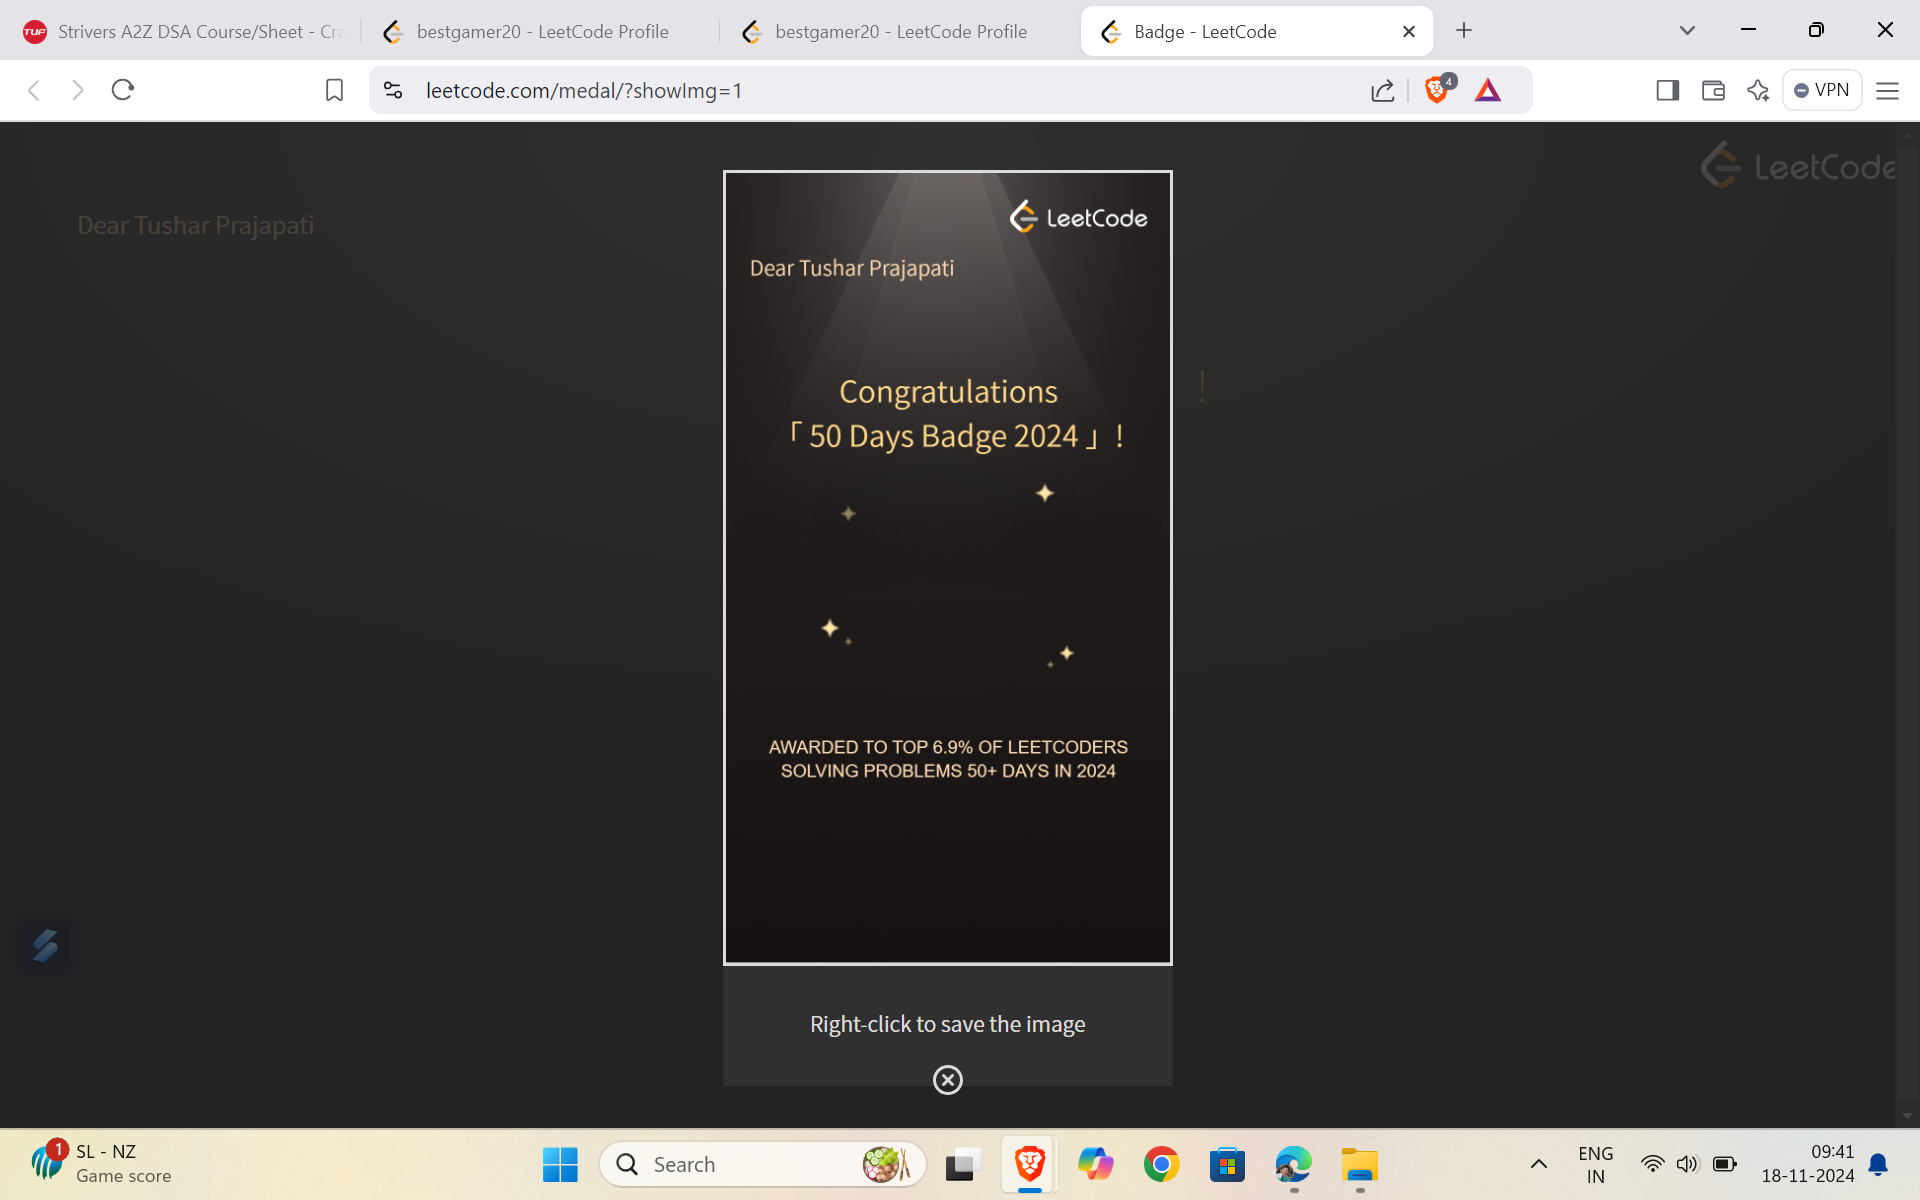 Strivers A2Z DSA Course/Sheet - Cra
bestgamer20 - LeetCode Profile
bestgamer20 - LeetCode Profile
Badge - LeetCode
leetcode.com/medal/?showImg=1
4
VPN
LeetCode
Dear Tushar Prajapati
LeetCode
Dear Tushar Prajapati
Congratulations
「 50 Days Badge 2024 」 !
!
AWARDED TO TOP 6.9% OF LEETCODERS
SOLVING PROBLEMS 50+ DAYS IN 2024
Right-click to save the image
1
SL - NZ
Game score
Search
ENG
IN
09:41
18-11-2024